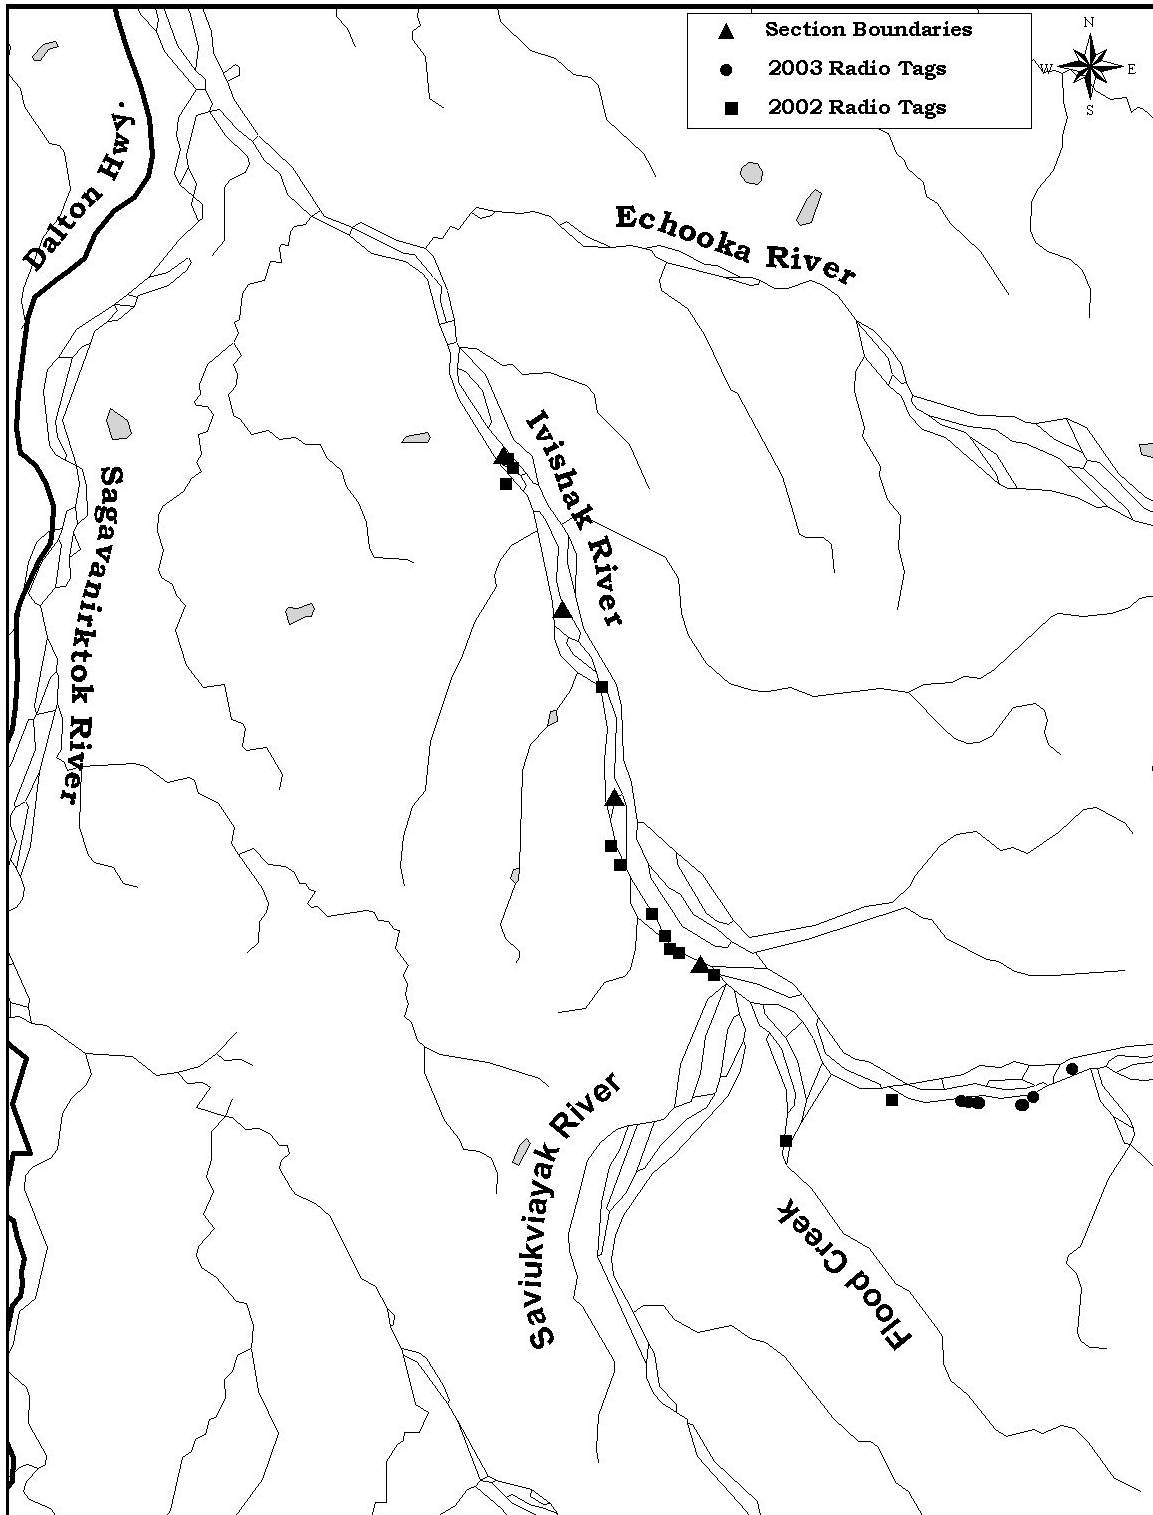 Section Boundaries
2003 Radio Tags
2002 Radio Tags
N
W
E
S
Dalton Hwy.
Echooka River
Ivishak River
Sagavanirktok River
Saviukviayak River
Flood Creek